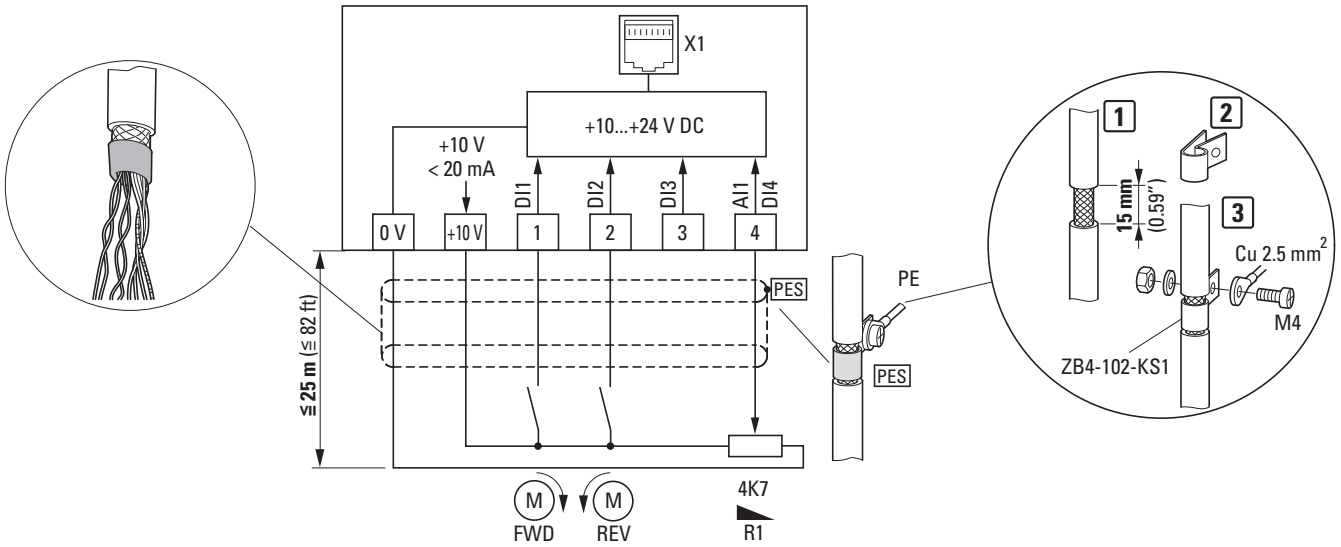 X1
+10...+24 V DC
+10 V
< 20 mA
DI1
DI2
DI3
AI1
DI4
0 V
+10 V
1
2
3
4
PES
≦ 25 m (≦ 82 ft)
M
FWD
M
REV
4K7
R1
PE
PES
1
2
3
15 mm
(0.59″)
Cu 2.5 mm²
M4
ZB4-102-KS1